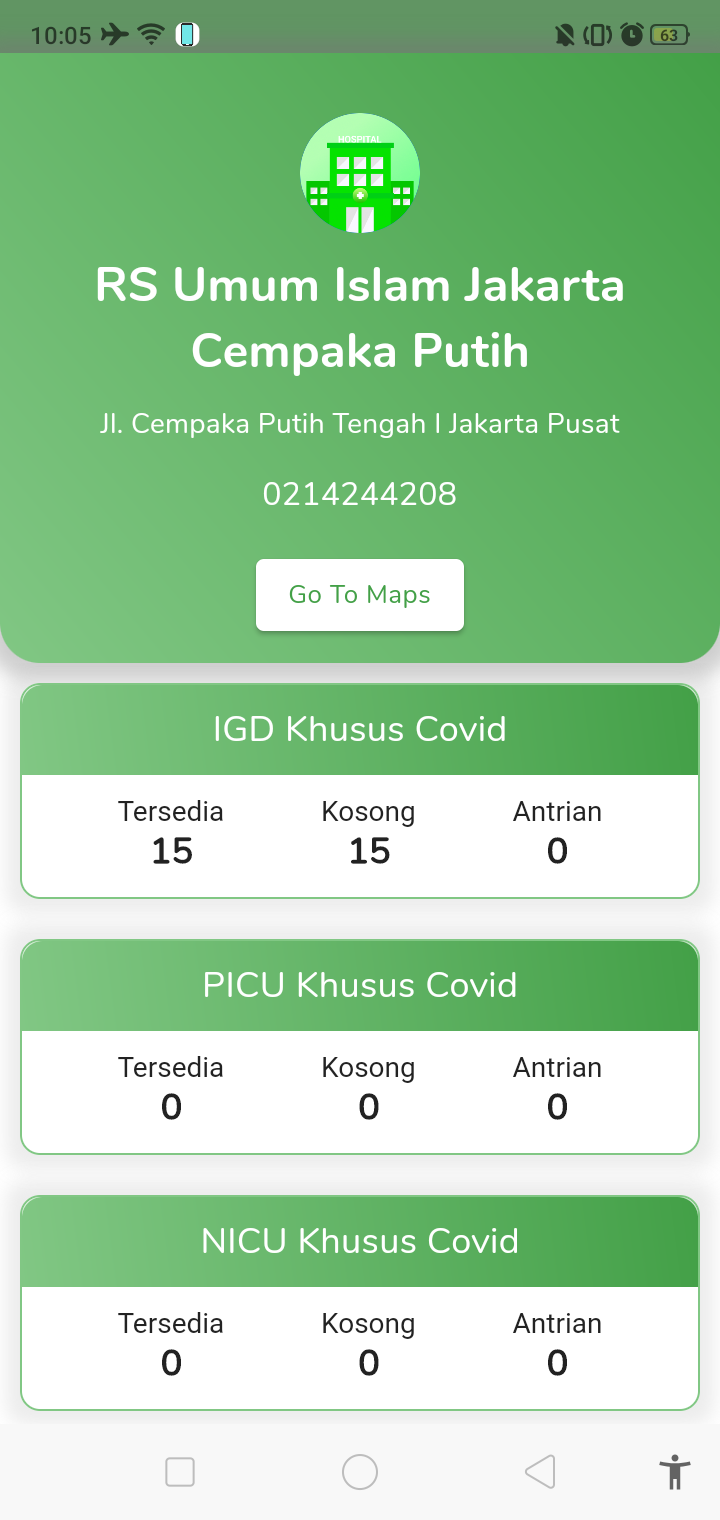 10:05
63
HOSPITAL
RS Umum Islam Jakarta
Cempaka Putih
Jl. Cempaka Putih Tengah I Jakarta Pusat
0214244208
Go To Maps
IGD Khusus Covid
Tersedia Kosong Antrian
15 15 0
PICU Khusus Covid
Tersedia Kosong Antrian
0 0 0
NICU Khusus Covid
Tersedia Kosong Antrian
0 0 0